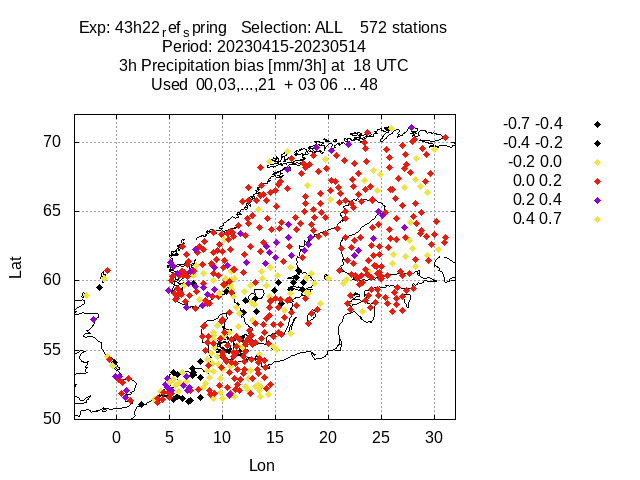 Exp: 43h22ref_spring Selection: ALL 572 stations
Period: 20230415-20230514
3h Precipitation bias [mm/3h] at 18 UTC
Used 00,03,...,21 + 03 06 ... 48
-0.7 -0.4
-0.4 -0.2
-0.2 0.0
0.0 0.2
0.2 0.4
0.4 0.7
70
65
60
55
50
Lat
0 5 10 15 20 25 30
Lon